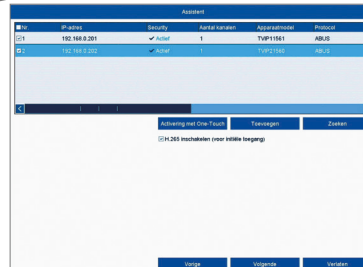 Assistent
Nr. IP-adres Security Aantal kanalen Apparaatmodel Protocol
1 192.168.0.201 Actief 1 TVIP11561 ABUS
2 192.168.0.202 Actief 1 TVIP21560 ABUS
Activering met One-Touch Toevoegen Zoeken
H.265 inschakelen (voor initiële toegang)
Vorige Volgende Verlaten